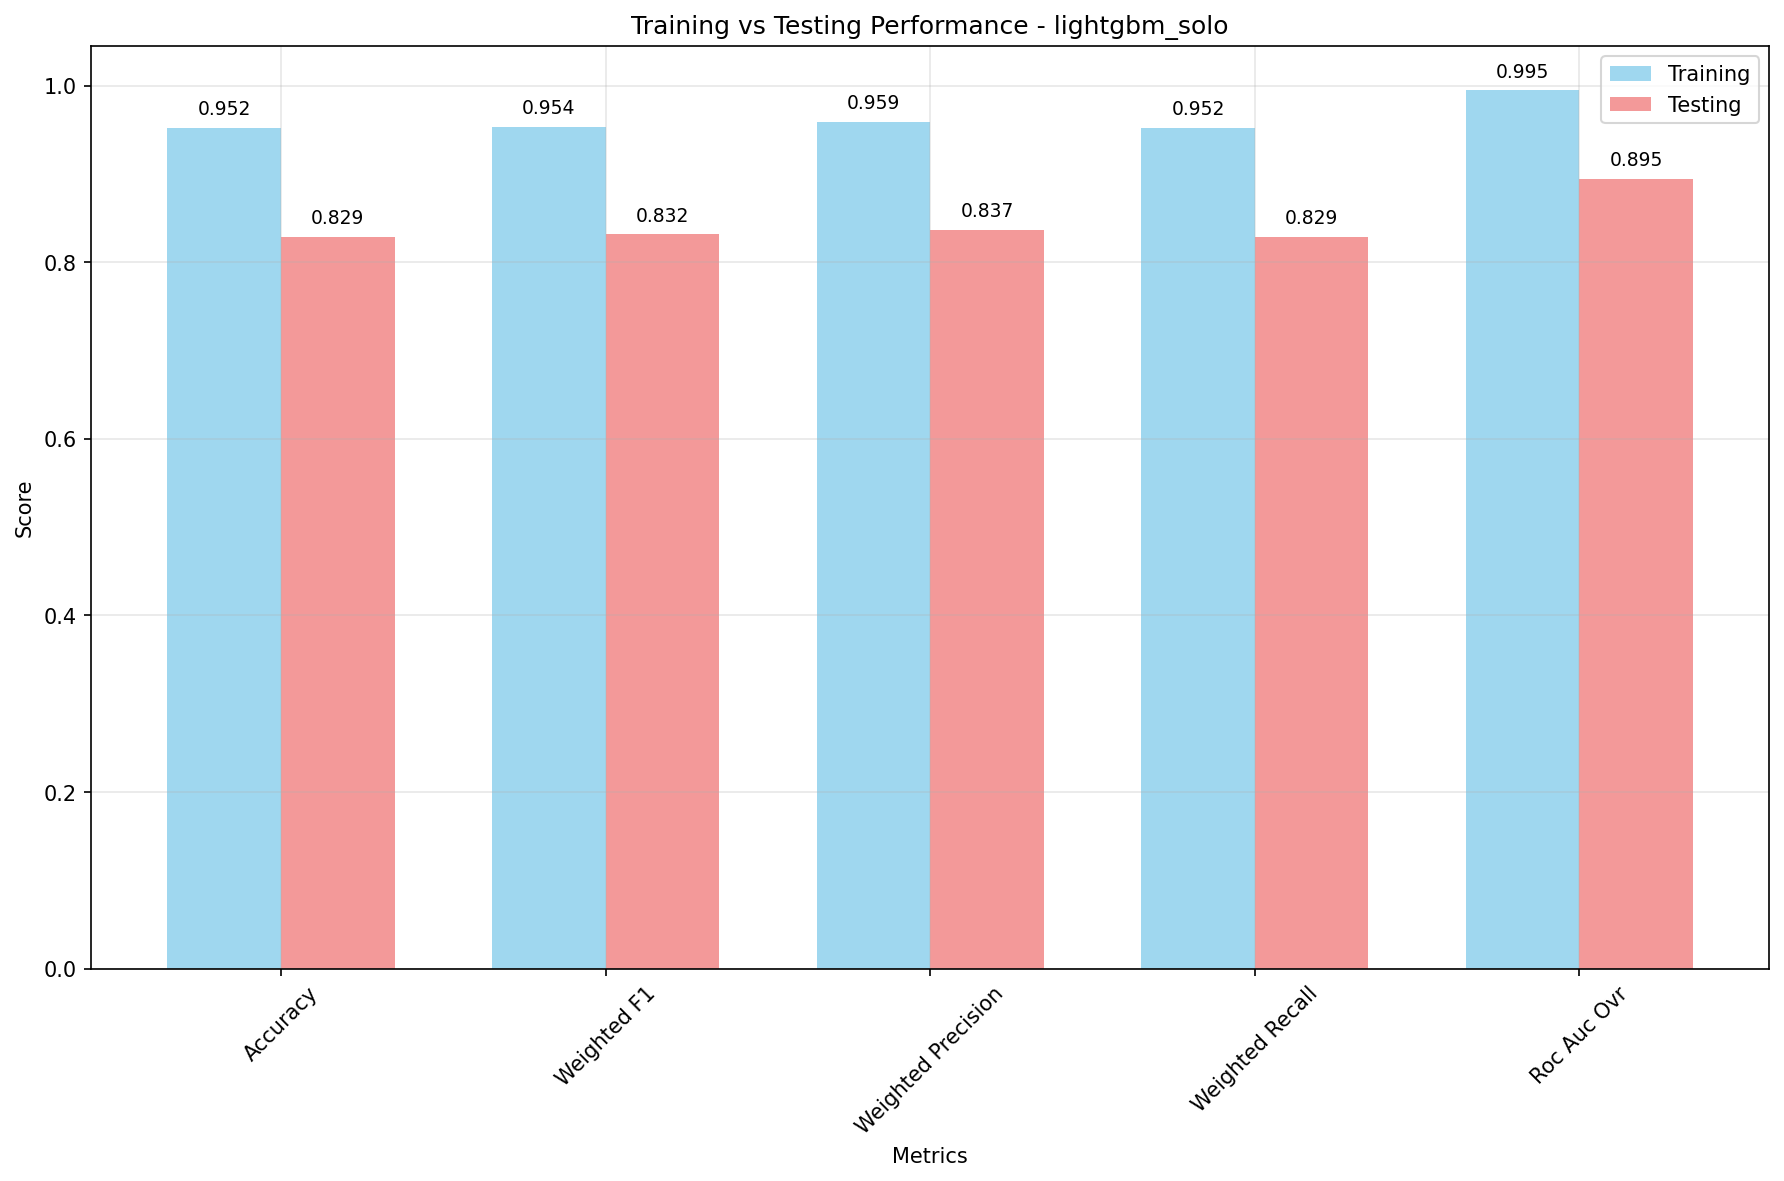 Training vs Testing Performance - lightgbm_solo
Training
Testing
0.952
0.954
0.959
0.952
0.995
0.829
0.832
0.837
0.829
0.895
1.0
0.8
0.6
0.4
0.2
0.0
Score
Accuracy
Weighted F1
Weighted Precision
Weighted Recall
Roc Auc Ovr
Metrics